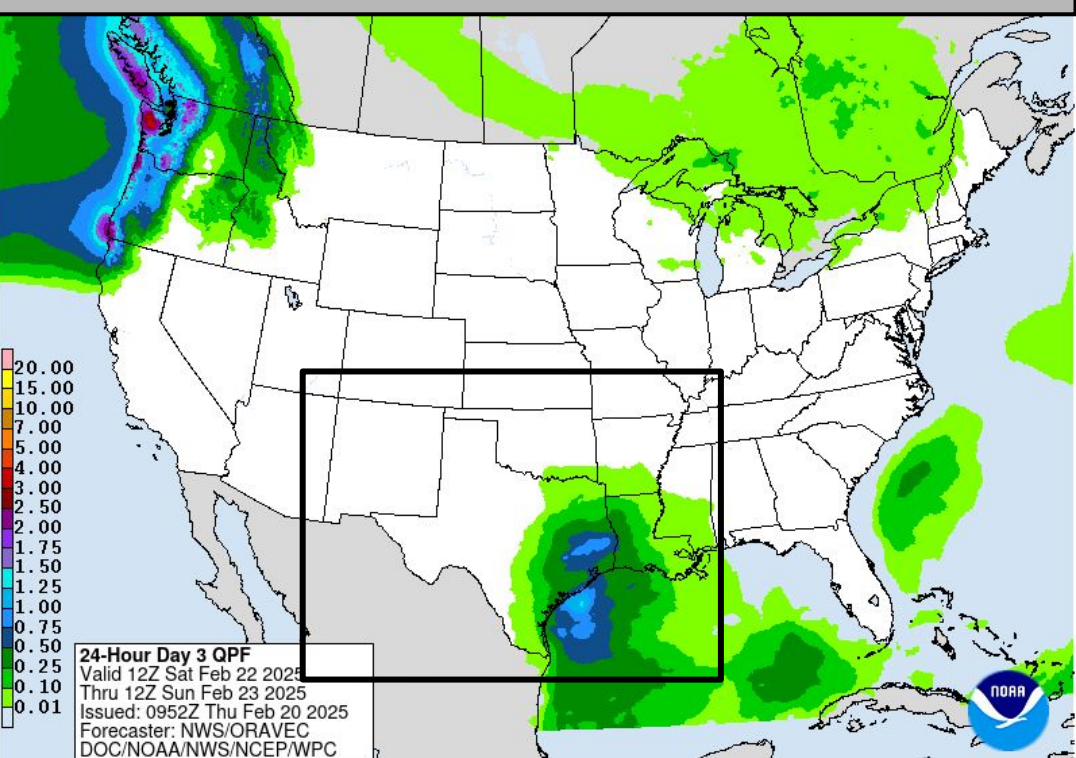 20.00
15.00
10.00
7.00
5.00
4.00
3.00
2.50
2.00
1.75
1.50
1.25
1.00
0.75
0.50
0.25
0.10
0.01
24-Hour Day 3 QPF
Valid 12Z Sat Feb 22 2025
Thru 12Z Sun Feb 23 2025
Issued: 0952Z Thu Feb 20 2025
Forecaster: NWS/ORAVEC
DOC/NOAA/NWS/NCEP/WPC
NOAA